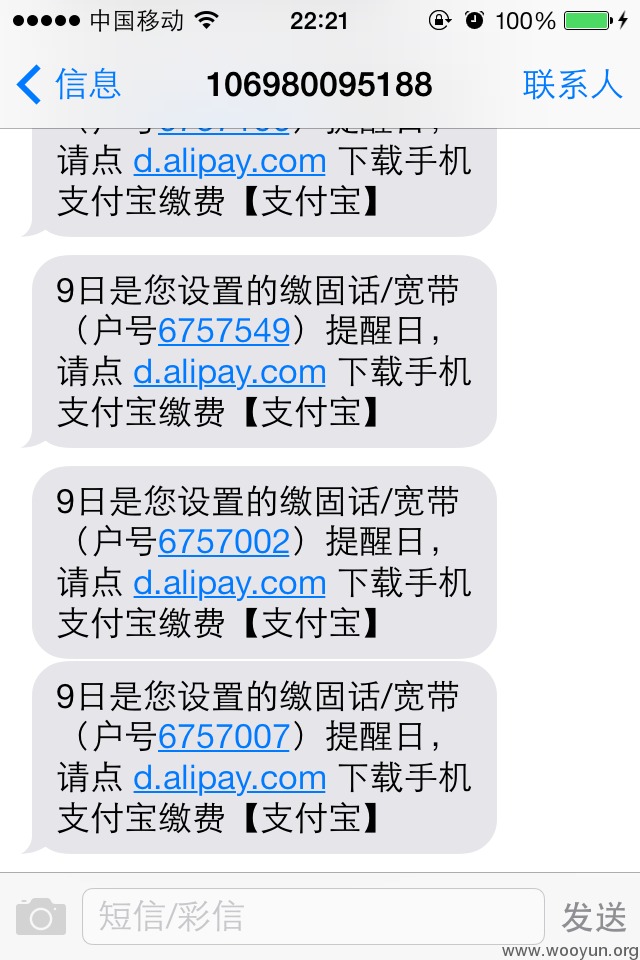 中国移动 22:21 100%
信息 106980095188 联系人
请点 d.alipay.com 下载手机
支付宝缴费【支付宝】
9日是您设置的缴固话/宽带
（户号6757549）提醒日，
请点 d.alipay.com 下载手机
支付宝缴费【支付宝】
9日是您设置的缴固话/宽带
（户号6757002）提醒日，
请点 d.alipay.com 下载手机
支付宝缴费【支付宝】
9日是您设置的缴固话/宽带
（户号6757007）提醒日，
请点 d.alipay.com 下载手机
支付宝缴费【支付宝】
短信/彩信 发送
www.wooyun.org